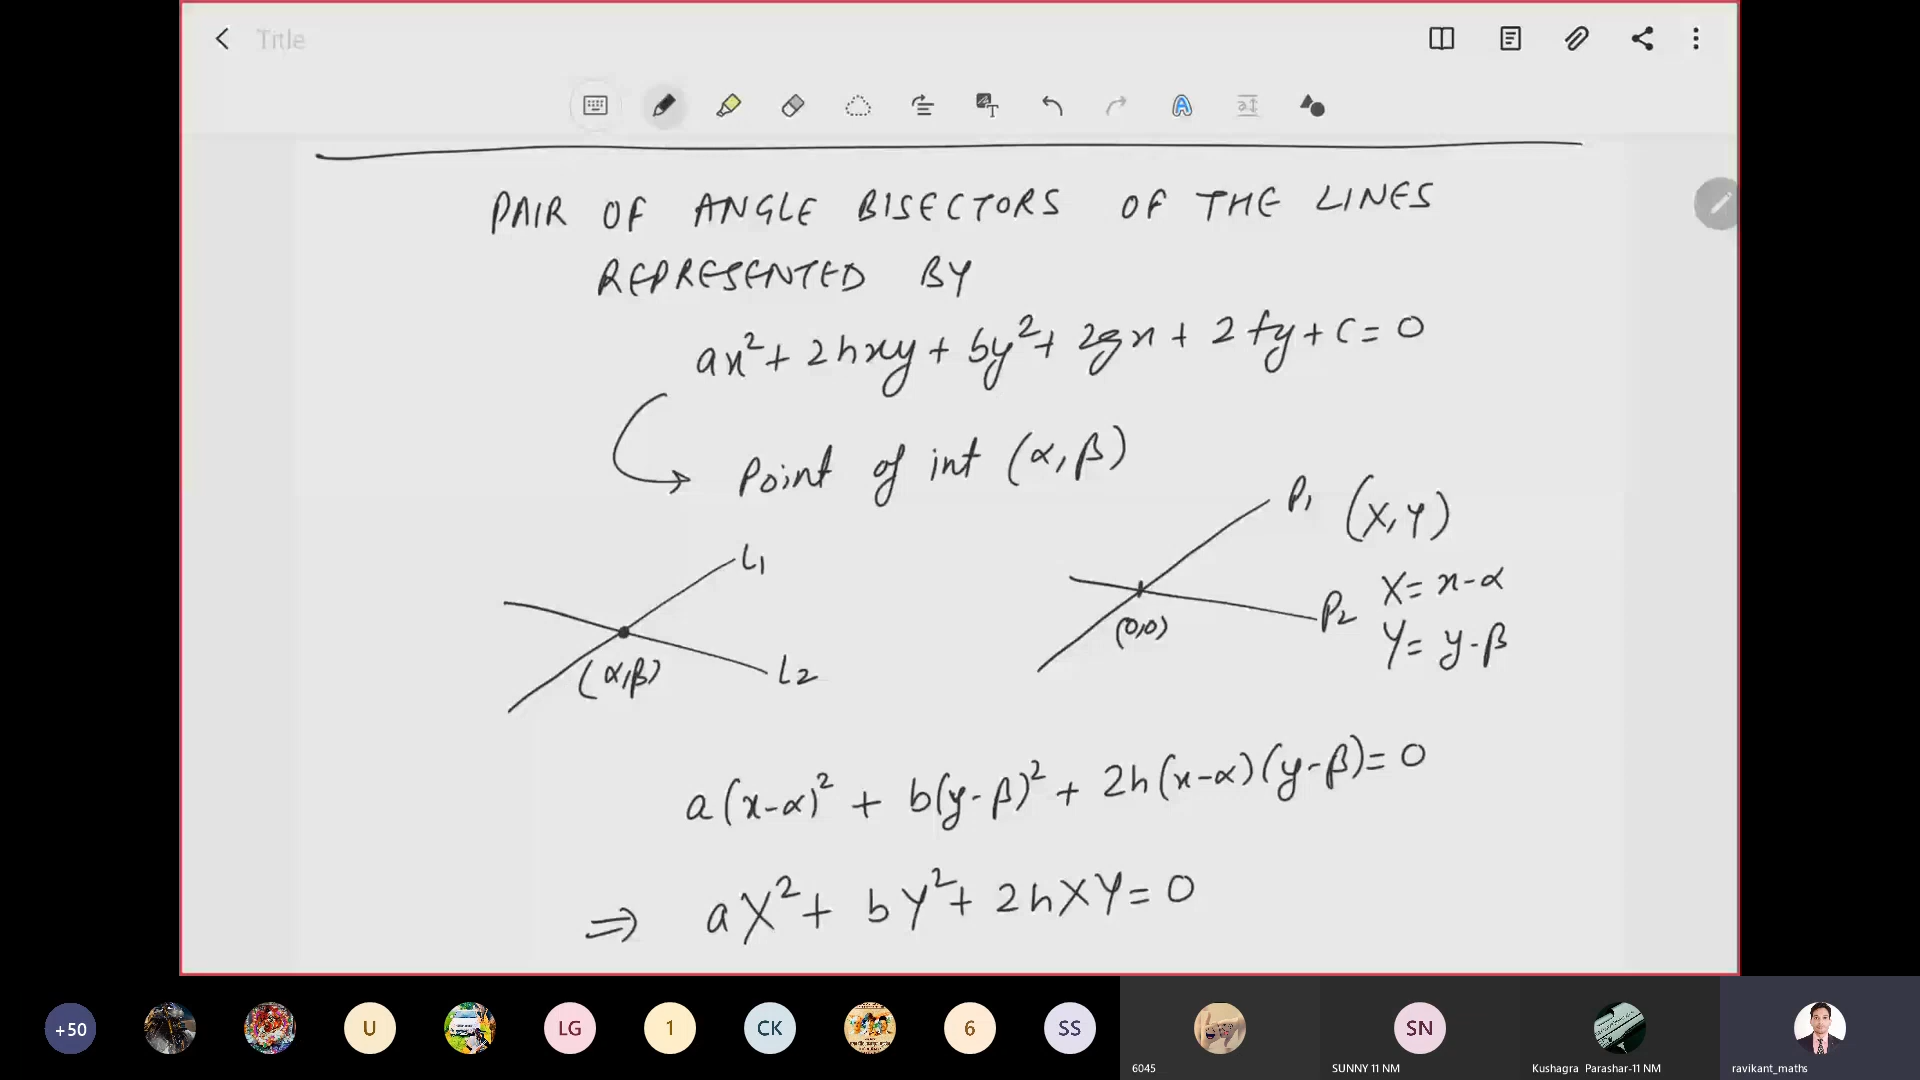 Title
PAIR OF ANGLE BISECTORS OF THE LINES
REPRESENTED BY
ax²+ 2hxy + by²+ 2gx + 2fy + c = 0
Point of int (α, β)
L1
L2
(α,β)
P1
(X, Y)
P2
(0,0)
X = x-α
Y = y-β
a(x-α)² + b(y-β)² + 2h(x-α)(y-β)= 0
⇒ aX²+ bY²+ 2hXY = 0
+50
U
LG
1
CK
6
SS
SN
6045
SUNNY 11 NM
Kushagra Parashar-11 NM
ravikant_maths